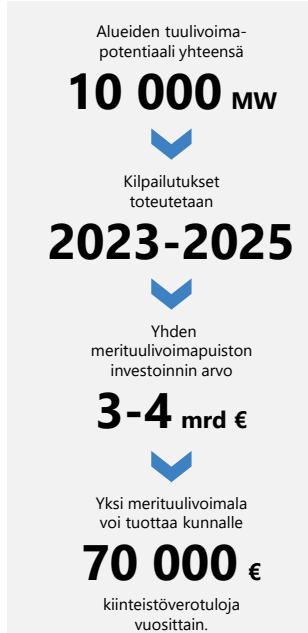 Alueiden tuulivoima-
potentiaali yhteensä
10 000 MW
Kilpailutukset
toteutetaan
2023-2025
Yhden
merituulivoimapuiston
investoinnin arvo
3-4 mrd €
Yksi merituulivoimala
voi tuottaa kunnalle
70 000 €
kiinteistöverotuloja
vuosittain.